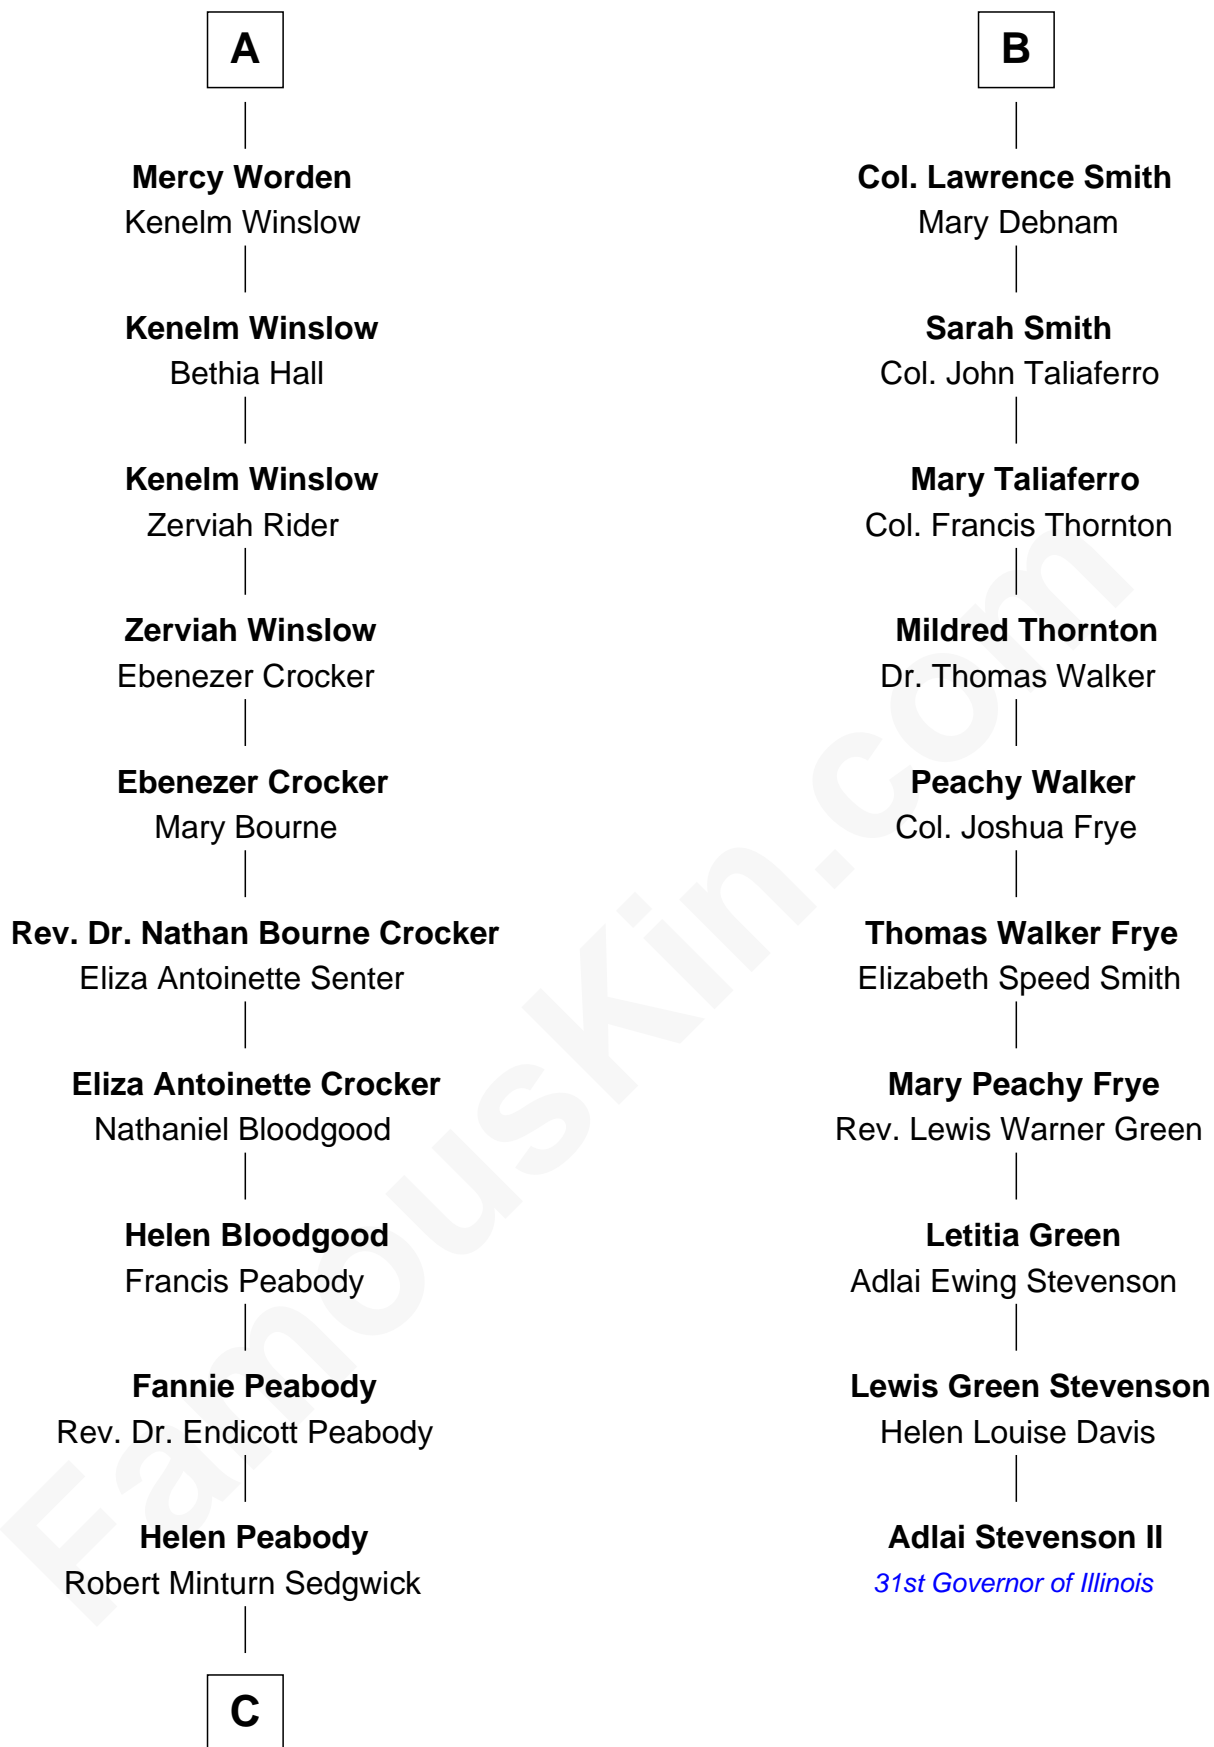 A
Mercy Worden
Kenelm Winslow
Kenelm Winslow
Bethia Hall
Kenelm Winslow
Zerviah Rider
Zerviah Winslow
Ebenezer Crocker
Ebenezer Crocker
Mary Bourne
Rev. Dr. Nathan Bourne Crocker
Eliza Antoinette Senter
Eliza Antoinette Crocker
Nathaniel Bloodgood
Helen Bloodgood
Francis Peabody
Fannie Peabody
Rev. Dr. Endicott Peabody
Helen Peabody
Robert Minturn Sedgwick
C
B
Col. Lawrence Smith
Mary Debnam
Sarah Smith
Col. John Taliaferro
Mary Taliaferro
Col. Francis Thornton
Mildred Thornton
Dr. Thomas Walker
Peachy Walker
Col. Joshua Frye
Thomas Walker Frye
Elizabeth Speed Smith
Mary Peachy Frye
Rev. Lewis Warner Green
Letitia Green
Adlai Ewing Stevenson
Lewis Green Stevenson
Helen Louise Davis
Adlai Stevenson II
31st Governor of Illinois
FamousKin.com